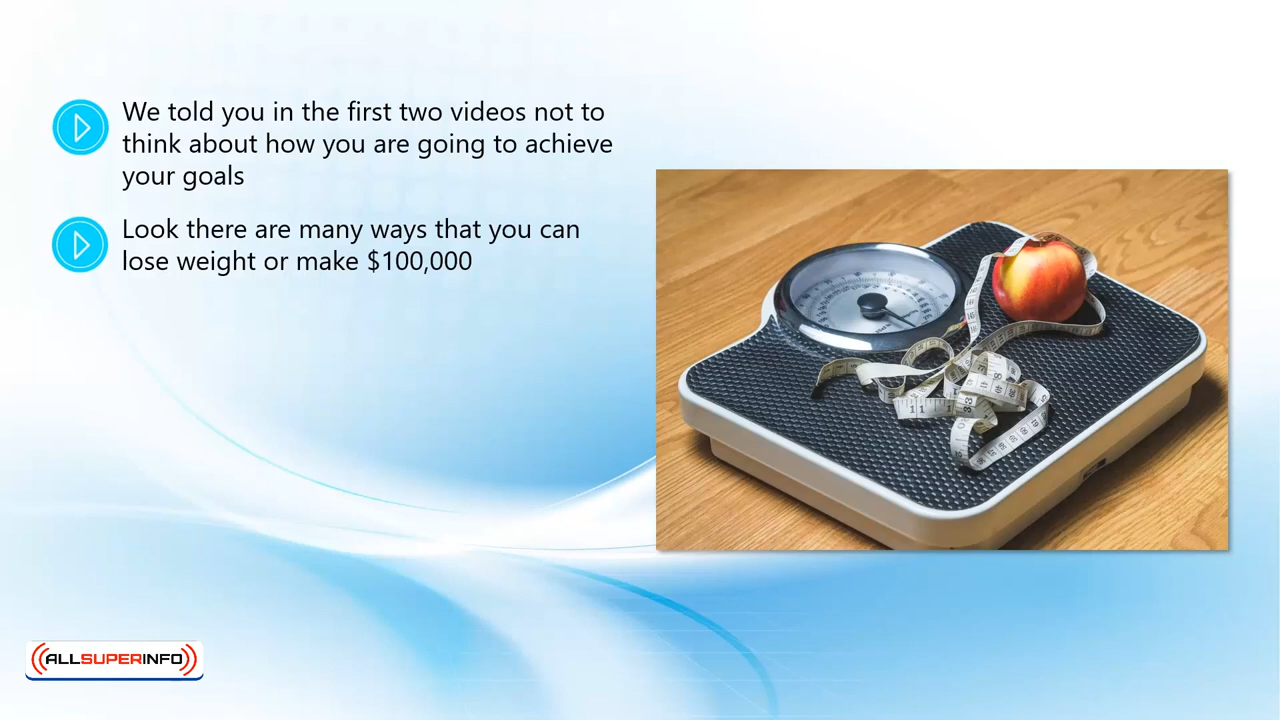 We told you in the first two videos not to
think about how you are going to achieve
your goals
Look there are many ways that you can
lose weight or make $100,000
ALLSUPERINFO